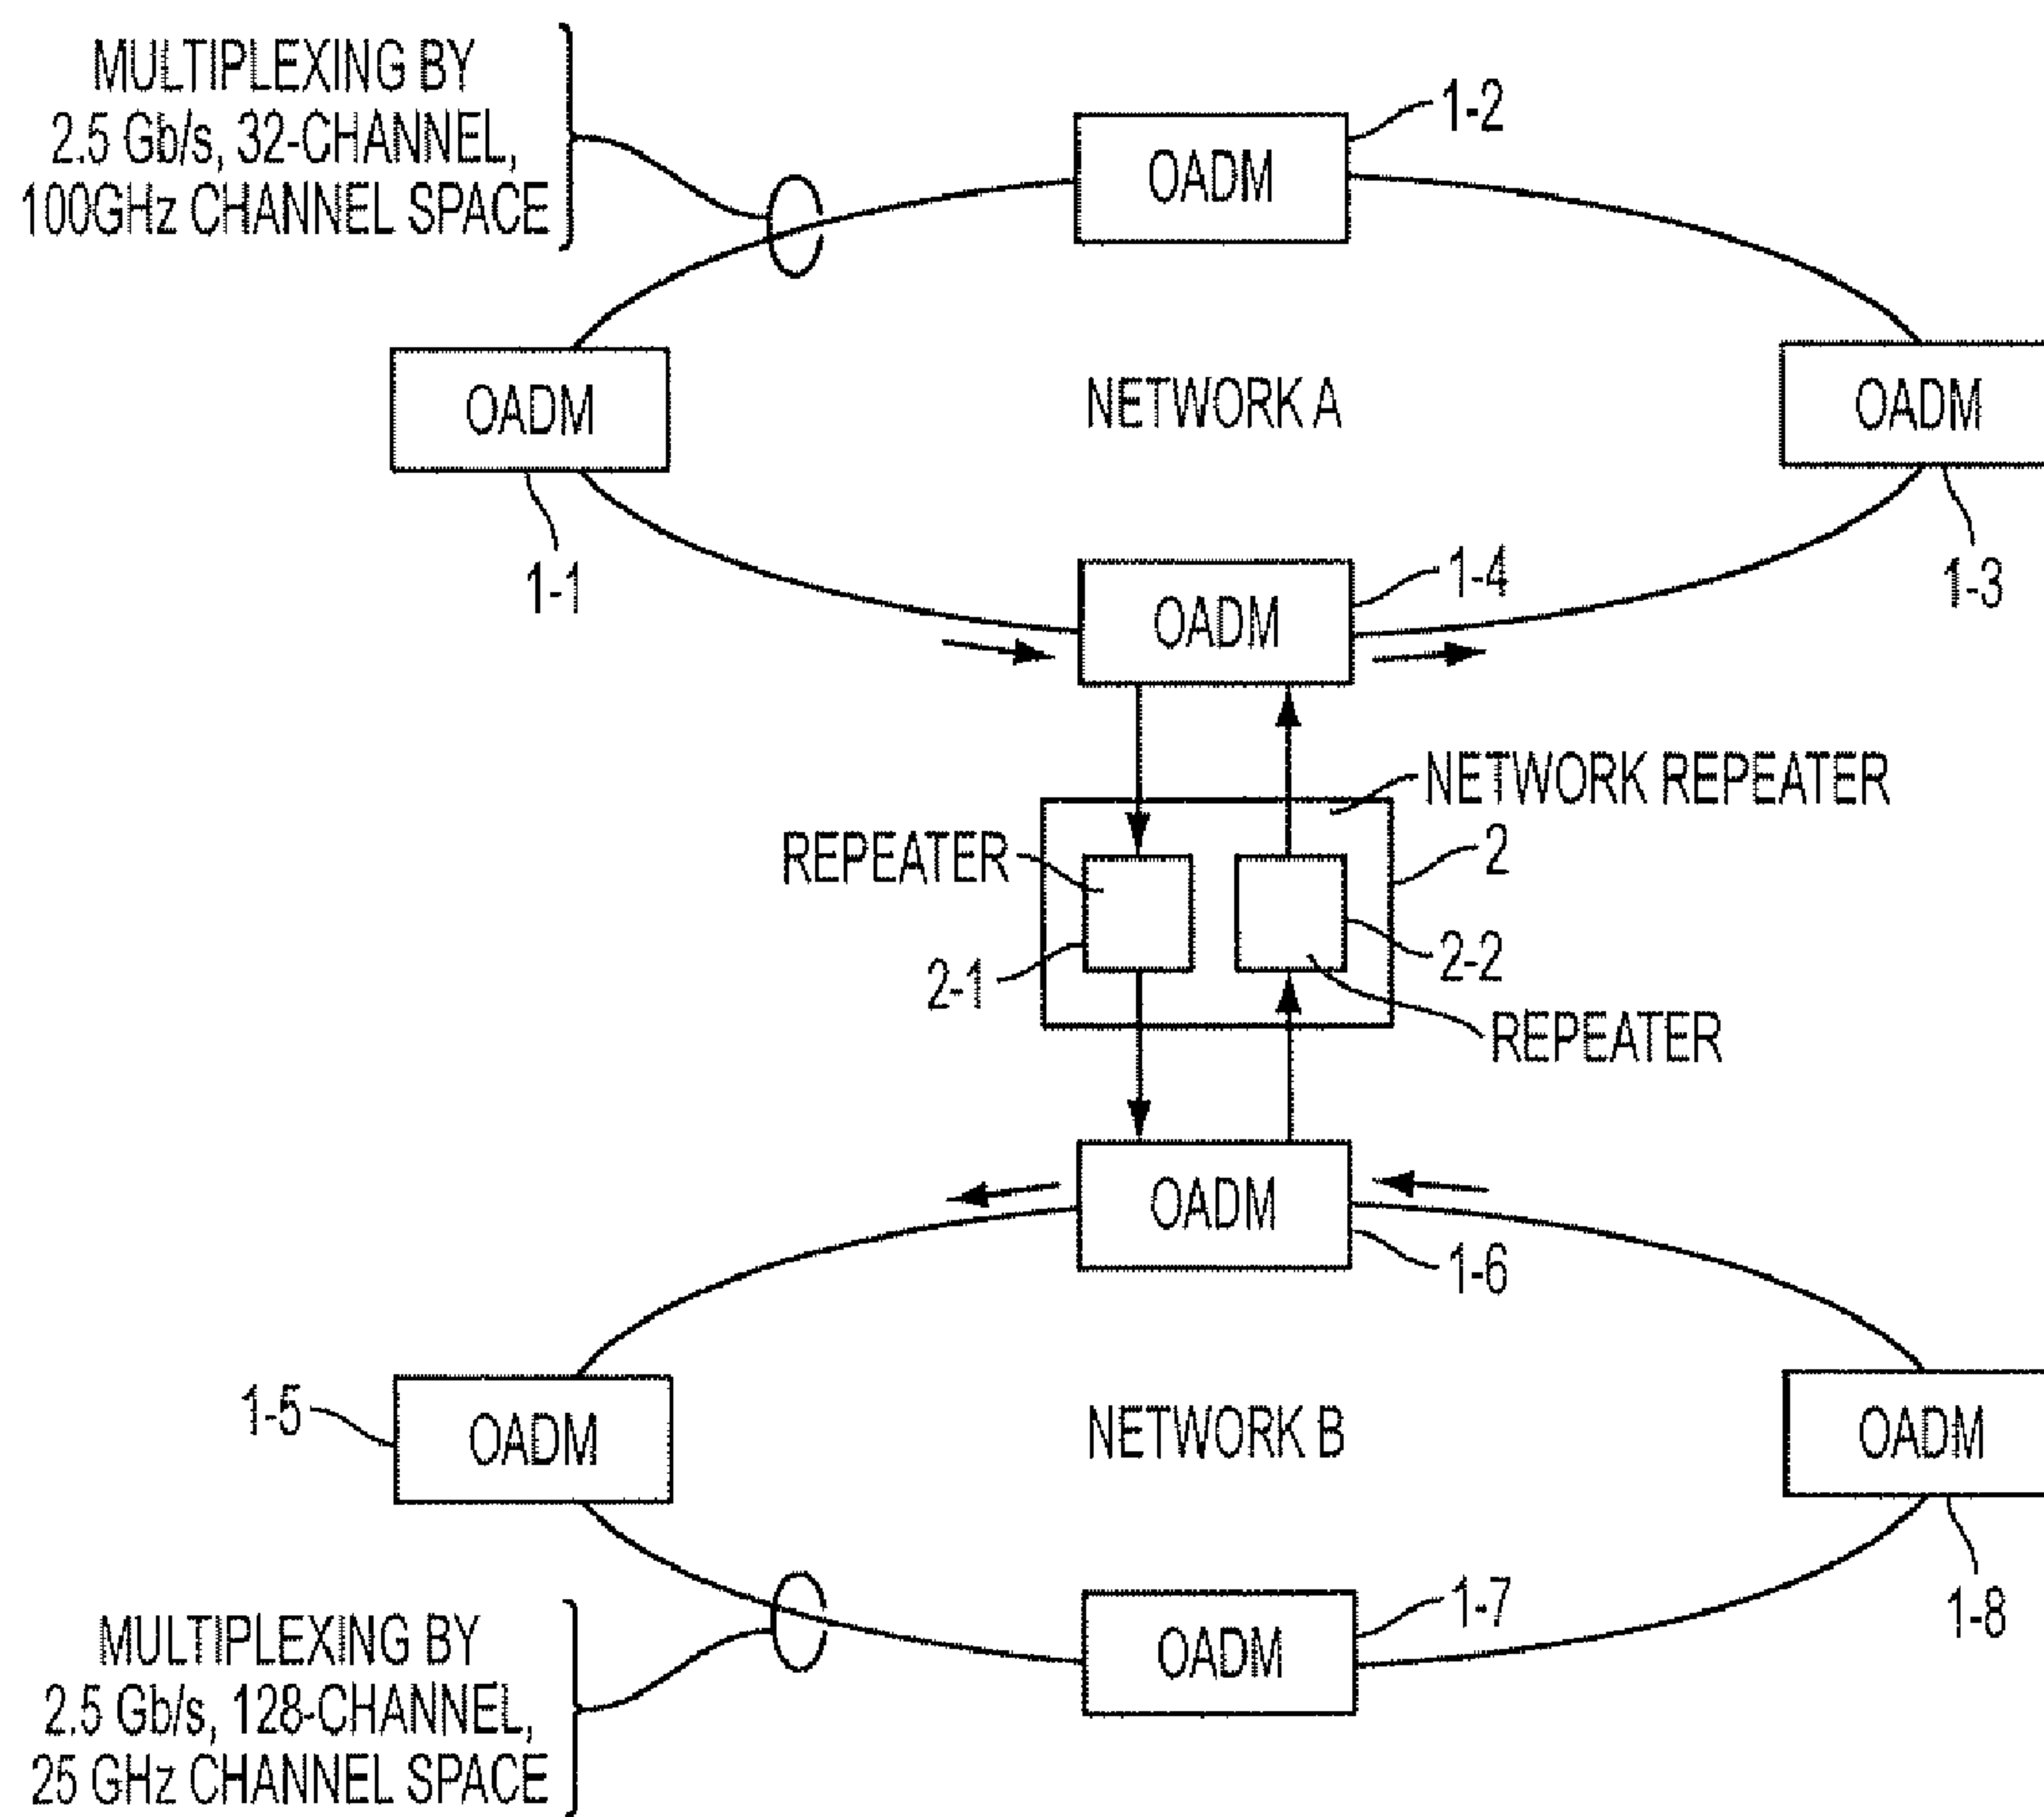 MULTIPLEXING BY
2.5 Gb/s, 32-CHANNEL,
100GHz CHANNEL SPACE
1-2
OADM
OADM
NETWORK A
OADM
1-1
1-4
1-3
OADM
NETWORK REPEATER
REPEATER
2
2-1
2-2
REPEATER
OADM
1-6
1-5
OADM
NETWORK B
OADM
1-7
1-8
OADM
MULTIPLEXING BY
2.5 Gb/s, 128-CHANNEL,
25 GHz CHANNEL SPACE